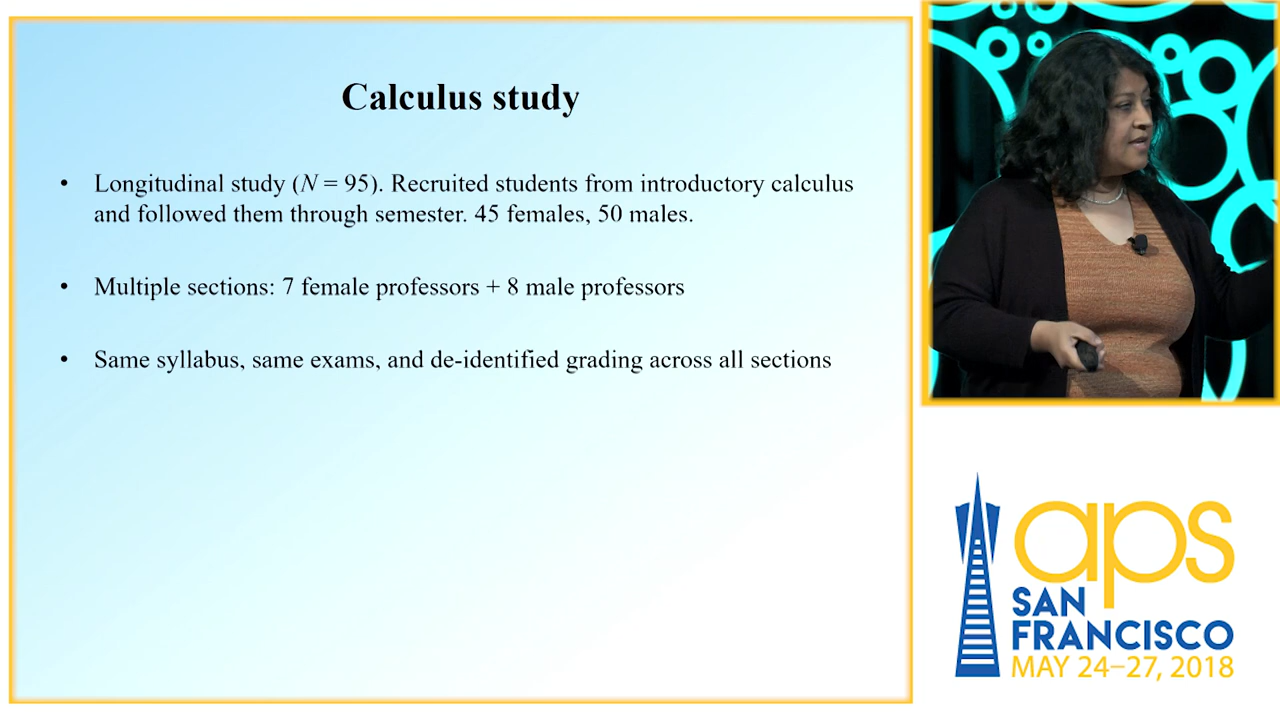 Calculus study
• Longitudinal study (N = 95). Recruited students from introductory calculus
and followed them through semester. 45 females, 50 males.
• Multiple sections: 7 female professors + 8 male professors
• Same syllabus, same exams, and de-identified grading across all sections
aps
SAN
FRANCISCO
MAY 24–27, 2018